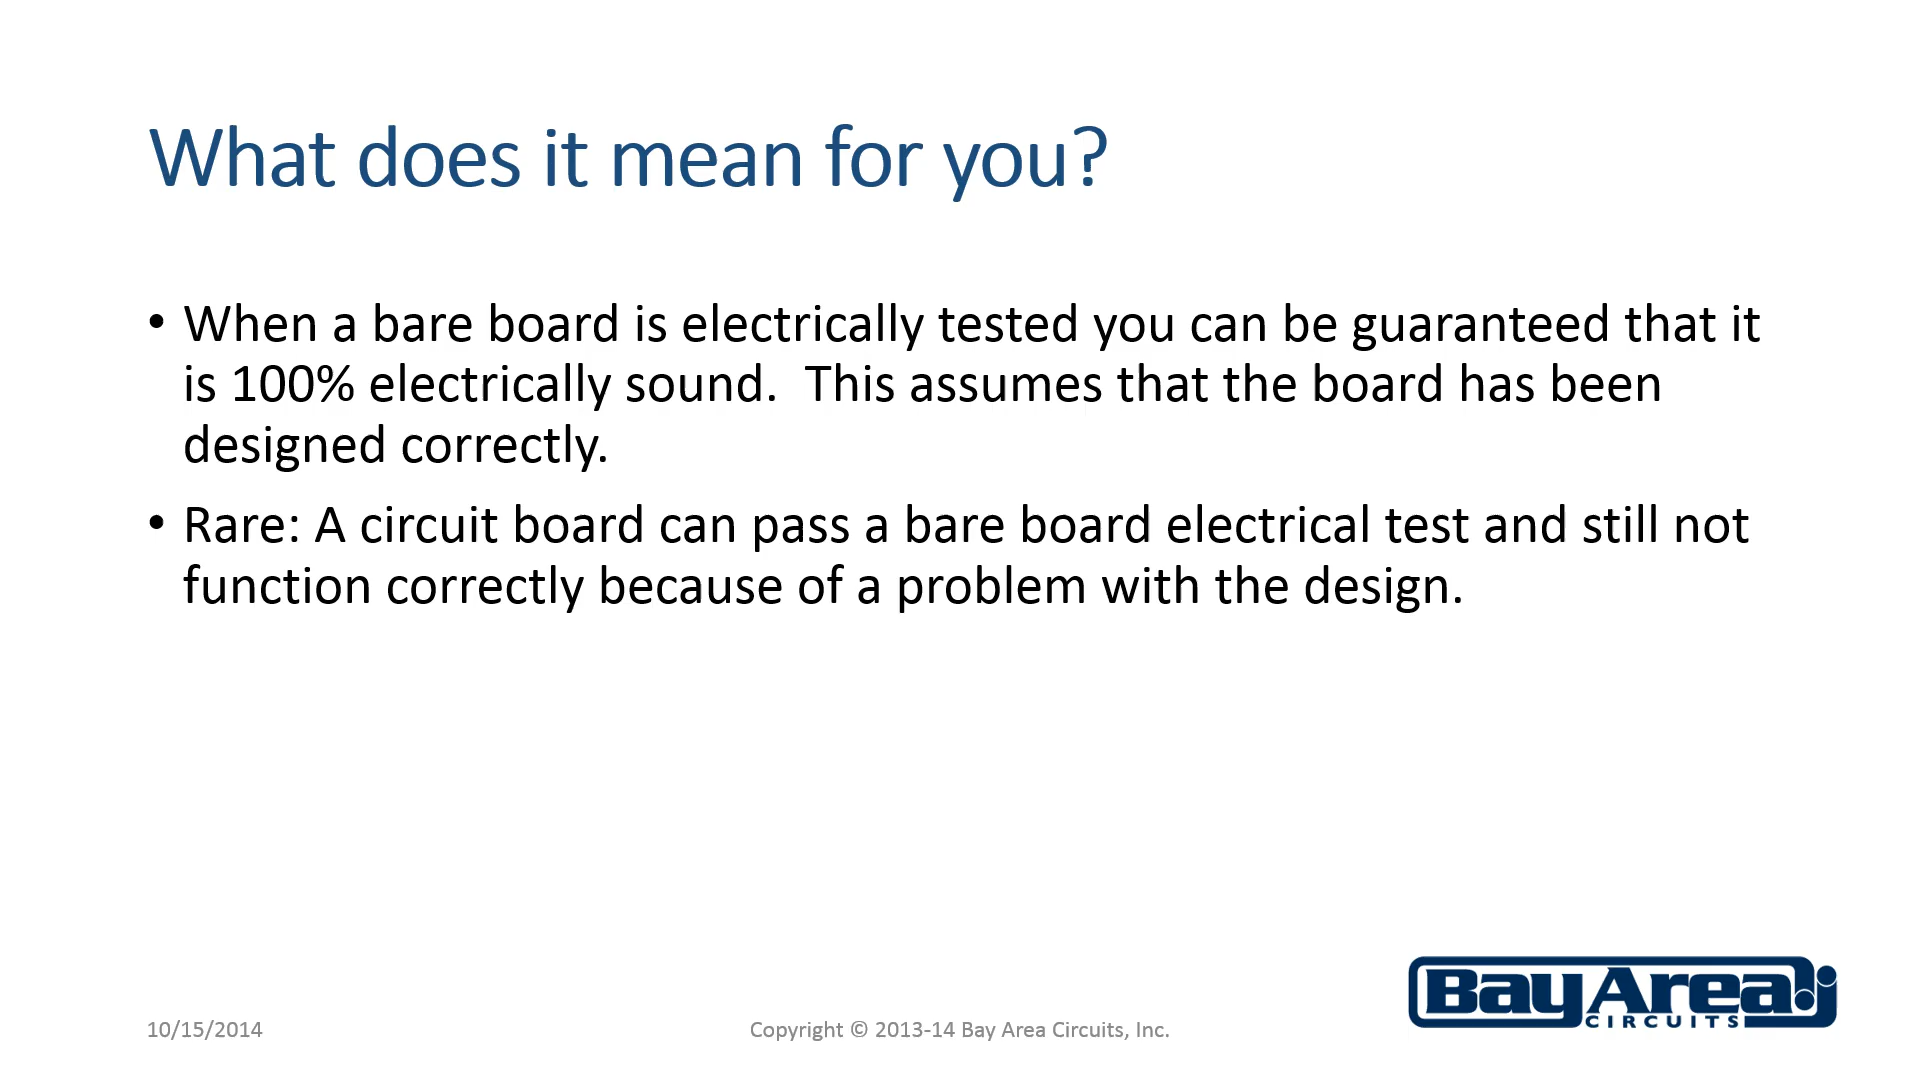 What does it mean for you?
• When a bare board is electrically tested you can be guaranteed that it
is 100% electrically sound.  This assumes that the board has been
designed correctly.
• Rare: A circuit board can pass a bare board electrical test and still not
function correctly because of a problem with the design.
10/15/2014
Copyright © 2013-14 Bay Area Circuits, Inc.
Bay Area
CIRCUITS